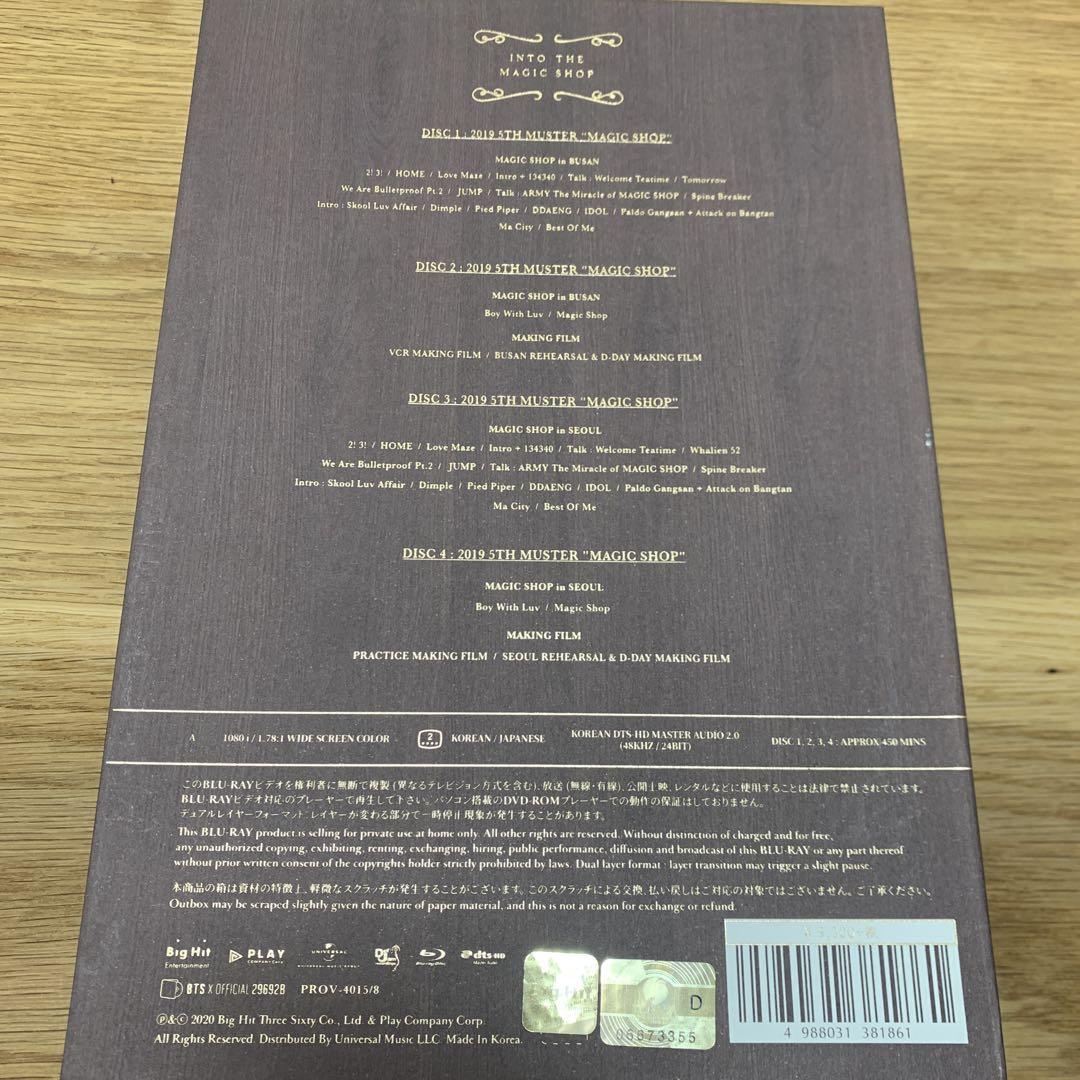 INTO THE
MAGIC SHOP
DISC 1 : 2019 5TH MUSTER "MAGIC SHOP"
MAGIC SHOP in BUSAN
2! 3! / HOME / Love Maze / Intro + 134340 / Talk : Welcome Teatime / Tomorrow
We Are Bulletproof Pt.2 / JUMP / Talk : ARMY The Miracle of MAGIC SHOP / Spine Breaker
Intro : Skool Luv Affair / Dimple / Pied Piper / DDAENG / IDOL / Paldo Gangsan + Attack on Bangtan
Ma City / Best Of Me
DISC 2 : 2019 5TH MUSTER "MAGIC SHOP"
MAGIC SHOP in BUSAN
Boy With Luv / Magic Shop
MAKING FILM
VCR MAKING FILM / BUSAN REHEARSAL & D-DAY MAKING FILM
DISC 3 : 2019 5TH MUSTER "MAGIC SHOP"
MAGIC SHOP in SEOUL
2! 3! / HOME / Love Maze / Intro + 134340 / Talk : Welcome Teatime / Whalien 52
We Are Bulletproof Pt.2 / JUMP / Talk : ARMY The Miracle of MAGIC SHOP / Spine Breaker
Intro : Skool Luv Affair / Dimple / Pied Piper / DDAENG / IDOL / Paldo Gangsan + Attack on Bangtan
Ma City / Best Of Me
DISC 4 : 2019 5TH MUSTER "MAGIC SHOP"
MAGIC SHOP in SEOUL
Boy With Luv / Magic Shop
MAKING FILM
PRACTICE MAKING FILM / SEOUL REHEARSAL & D-DAY MAKING FILM
A 1080 i / 1.78:1 WIDE SCREEN COLOR 2 KOREAN / JAPANESE KOREAN DTS-HD MASTER AUDIO 2.0 (48KHZ / 24BIT) DISC 1, 2, 3, 4 : APPROX 450 MINS
このBLU-RAYビデオを権利者に無断で複製(異なるテレビジョン方式を含む)、放送(無線・有線)、公開上映、レンタルなどに使用することは法律で禁止されています。
BLU-RAYビデオ対応のプレーヤーで再生して下さい。パソコン搭載のDVD-ROMプレーヤーでの動作の保証はしておりません。
デュアルレイヤーフォーマット:レイヤーが変わる部分で一時停止現象が発生することがあります。
This BLU-RAY product is selling for private use at home only. All other rights are reserved. Without distinction of charged and for free,
any unauthorized copying, exhibiting, renting, exchanging, hiring, public performance, diffusion and broadcast of this BLU-RAY or any part thereof
without prior written consent of the copyrights holder strictly prohibited by laws. Dual layer format : layer transition may trigger a slight pause.
本商品の箱は資材の特徴上、軽微なスクラッチが発生することがございます。このスクラッチによる交換、払い戻しはご対応の対象ではございません。ご了承ください。
Outbox may be scraped slightly given the nature of paper material, and this is not a reason for exchange or refund.
Big Hit Entertainment PLAY COMPANY Corp. UNIVERSAL UNIVERSAL MUSIC GROUP Def Jam Blu-ray Disc dts HD Master Audio
BTS X OFFICIAL 29692B PROV-4015/8
℗&© 2020 Big Hit Three Sixty Co., Ltd. & Play Company Corp.
All Rights Reserved. Distributed By Universal Music LLC. Made In Korea.
D
05673355
4 988031 381861